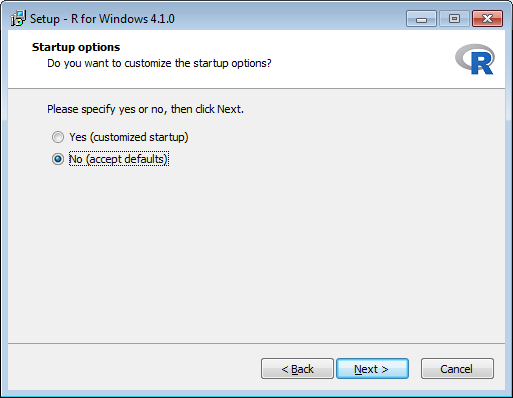 Setup - R for Windows 4.1.0
Startup options
Do you want to customize the startup options?
R
Please specify yes or no, then click Next.
Yes (customized startup)
No (accept defaults)
< Back
Next >
Cancel